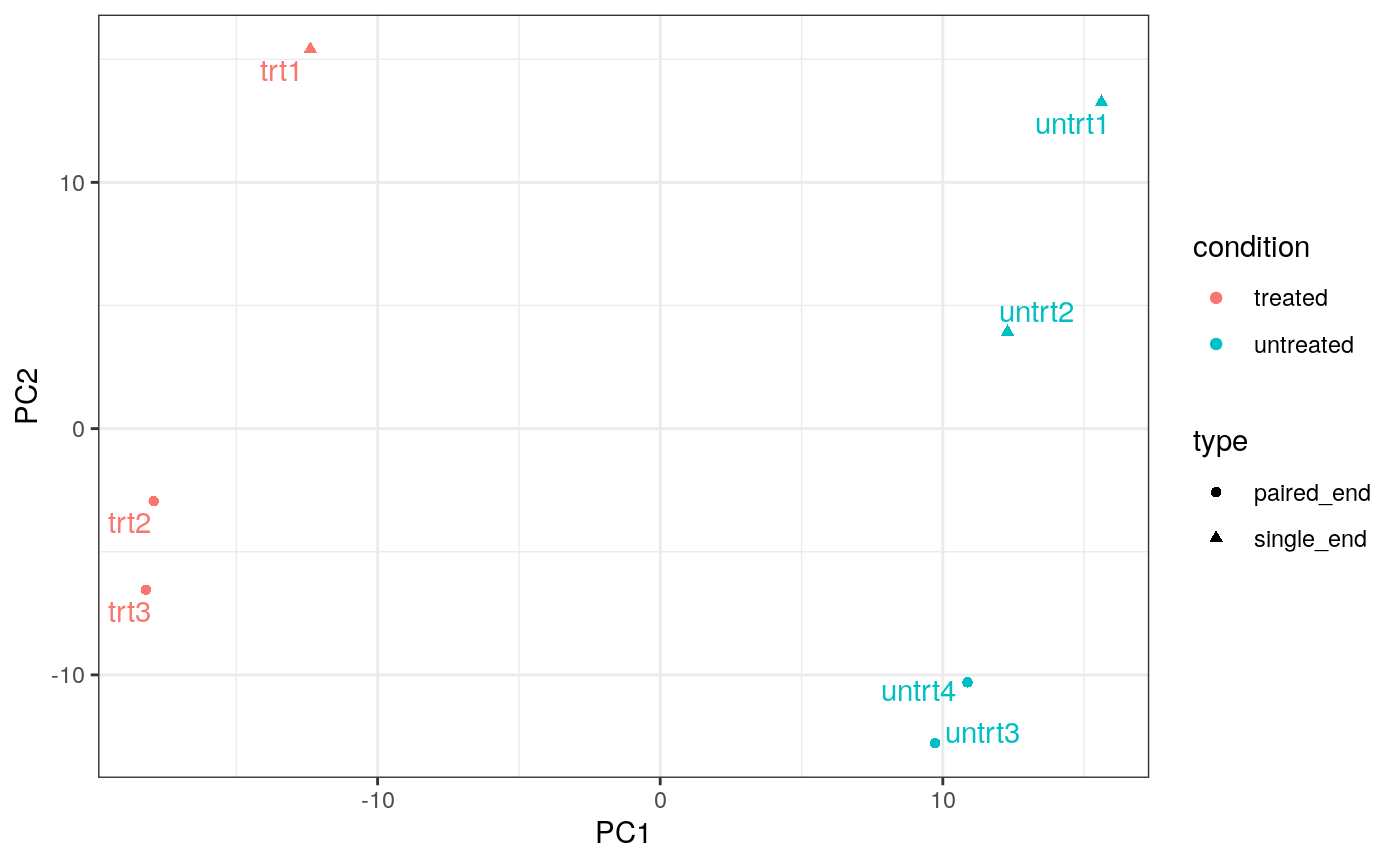 trt1
untrt1
10
condition
treated
untrt2
untreated
PC2
0
type
paired_end
trt2
single_end
trt3
-10
untrt4
untrt3
-10
0
10
PC1